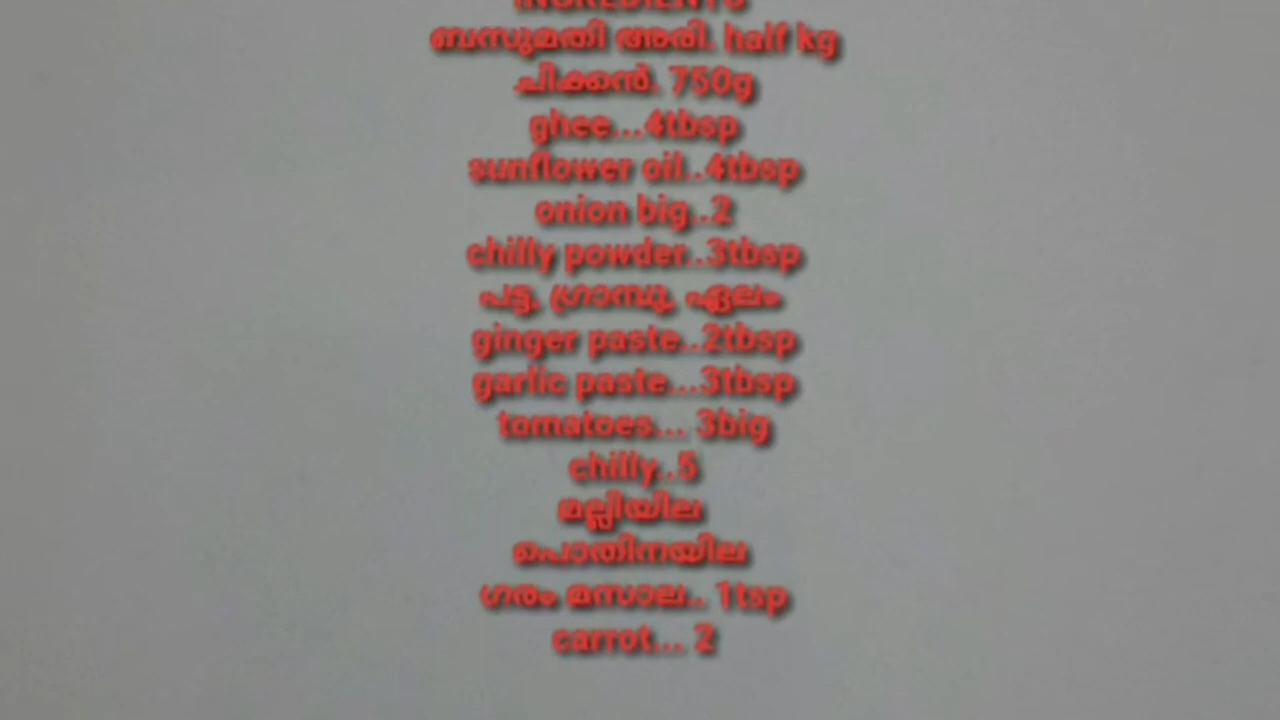 INGREDIENTS
ബസുമതി അരി. half kg
ചിക്കൻ. 750g
ghee...4tbsp
sunflower oil..4tbsp
onion big..2
chilly powder..3tbsp
പട്ട, ഗ്രാമ്പു, ഏലം
ginger paste..2tbsp
garlic paste...3tbsp
tomatoes... 3big
chilly..5
മല്ലിയില
പൊതിനയില
ഗരം മസാല.. 1tsp
carrot... 2